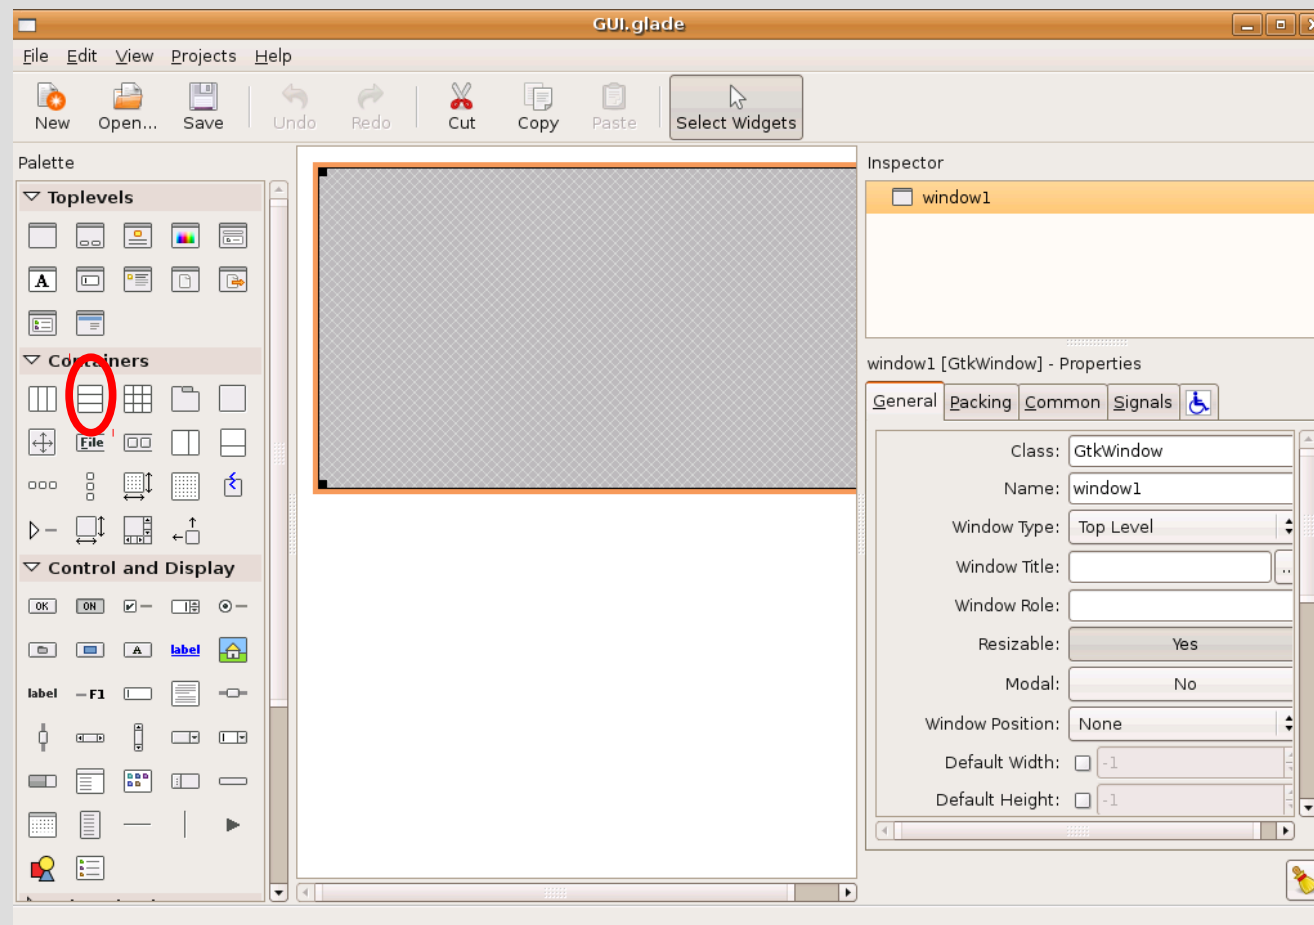 GUI.glade
File Edit View Projects Help
New Open... Save Undo Redo Cut Copy Paste Select Widgets
Palette
Toplevels
A
Containers
File
Control and Display
OK ON
A label
label F1
Inspector
window1
window1 [GtkWindow] - Properties
General Packing Common Signals
Class: GtkWindow
Name: window1
Window Type: Top Level
Window Title: ..
Window Role:
Resizable: Yes
Modal: No
Window Position: None
Default Width: -1
Default Height: -1